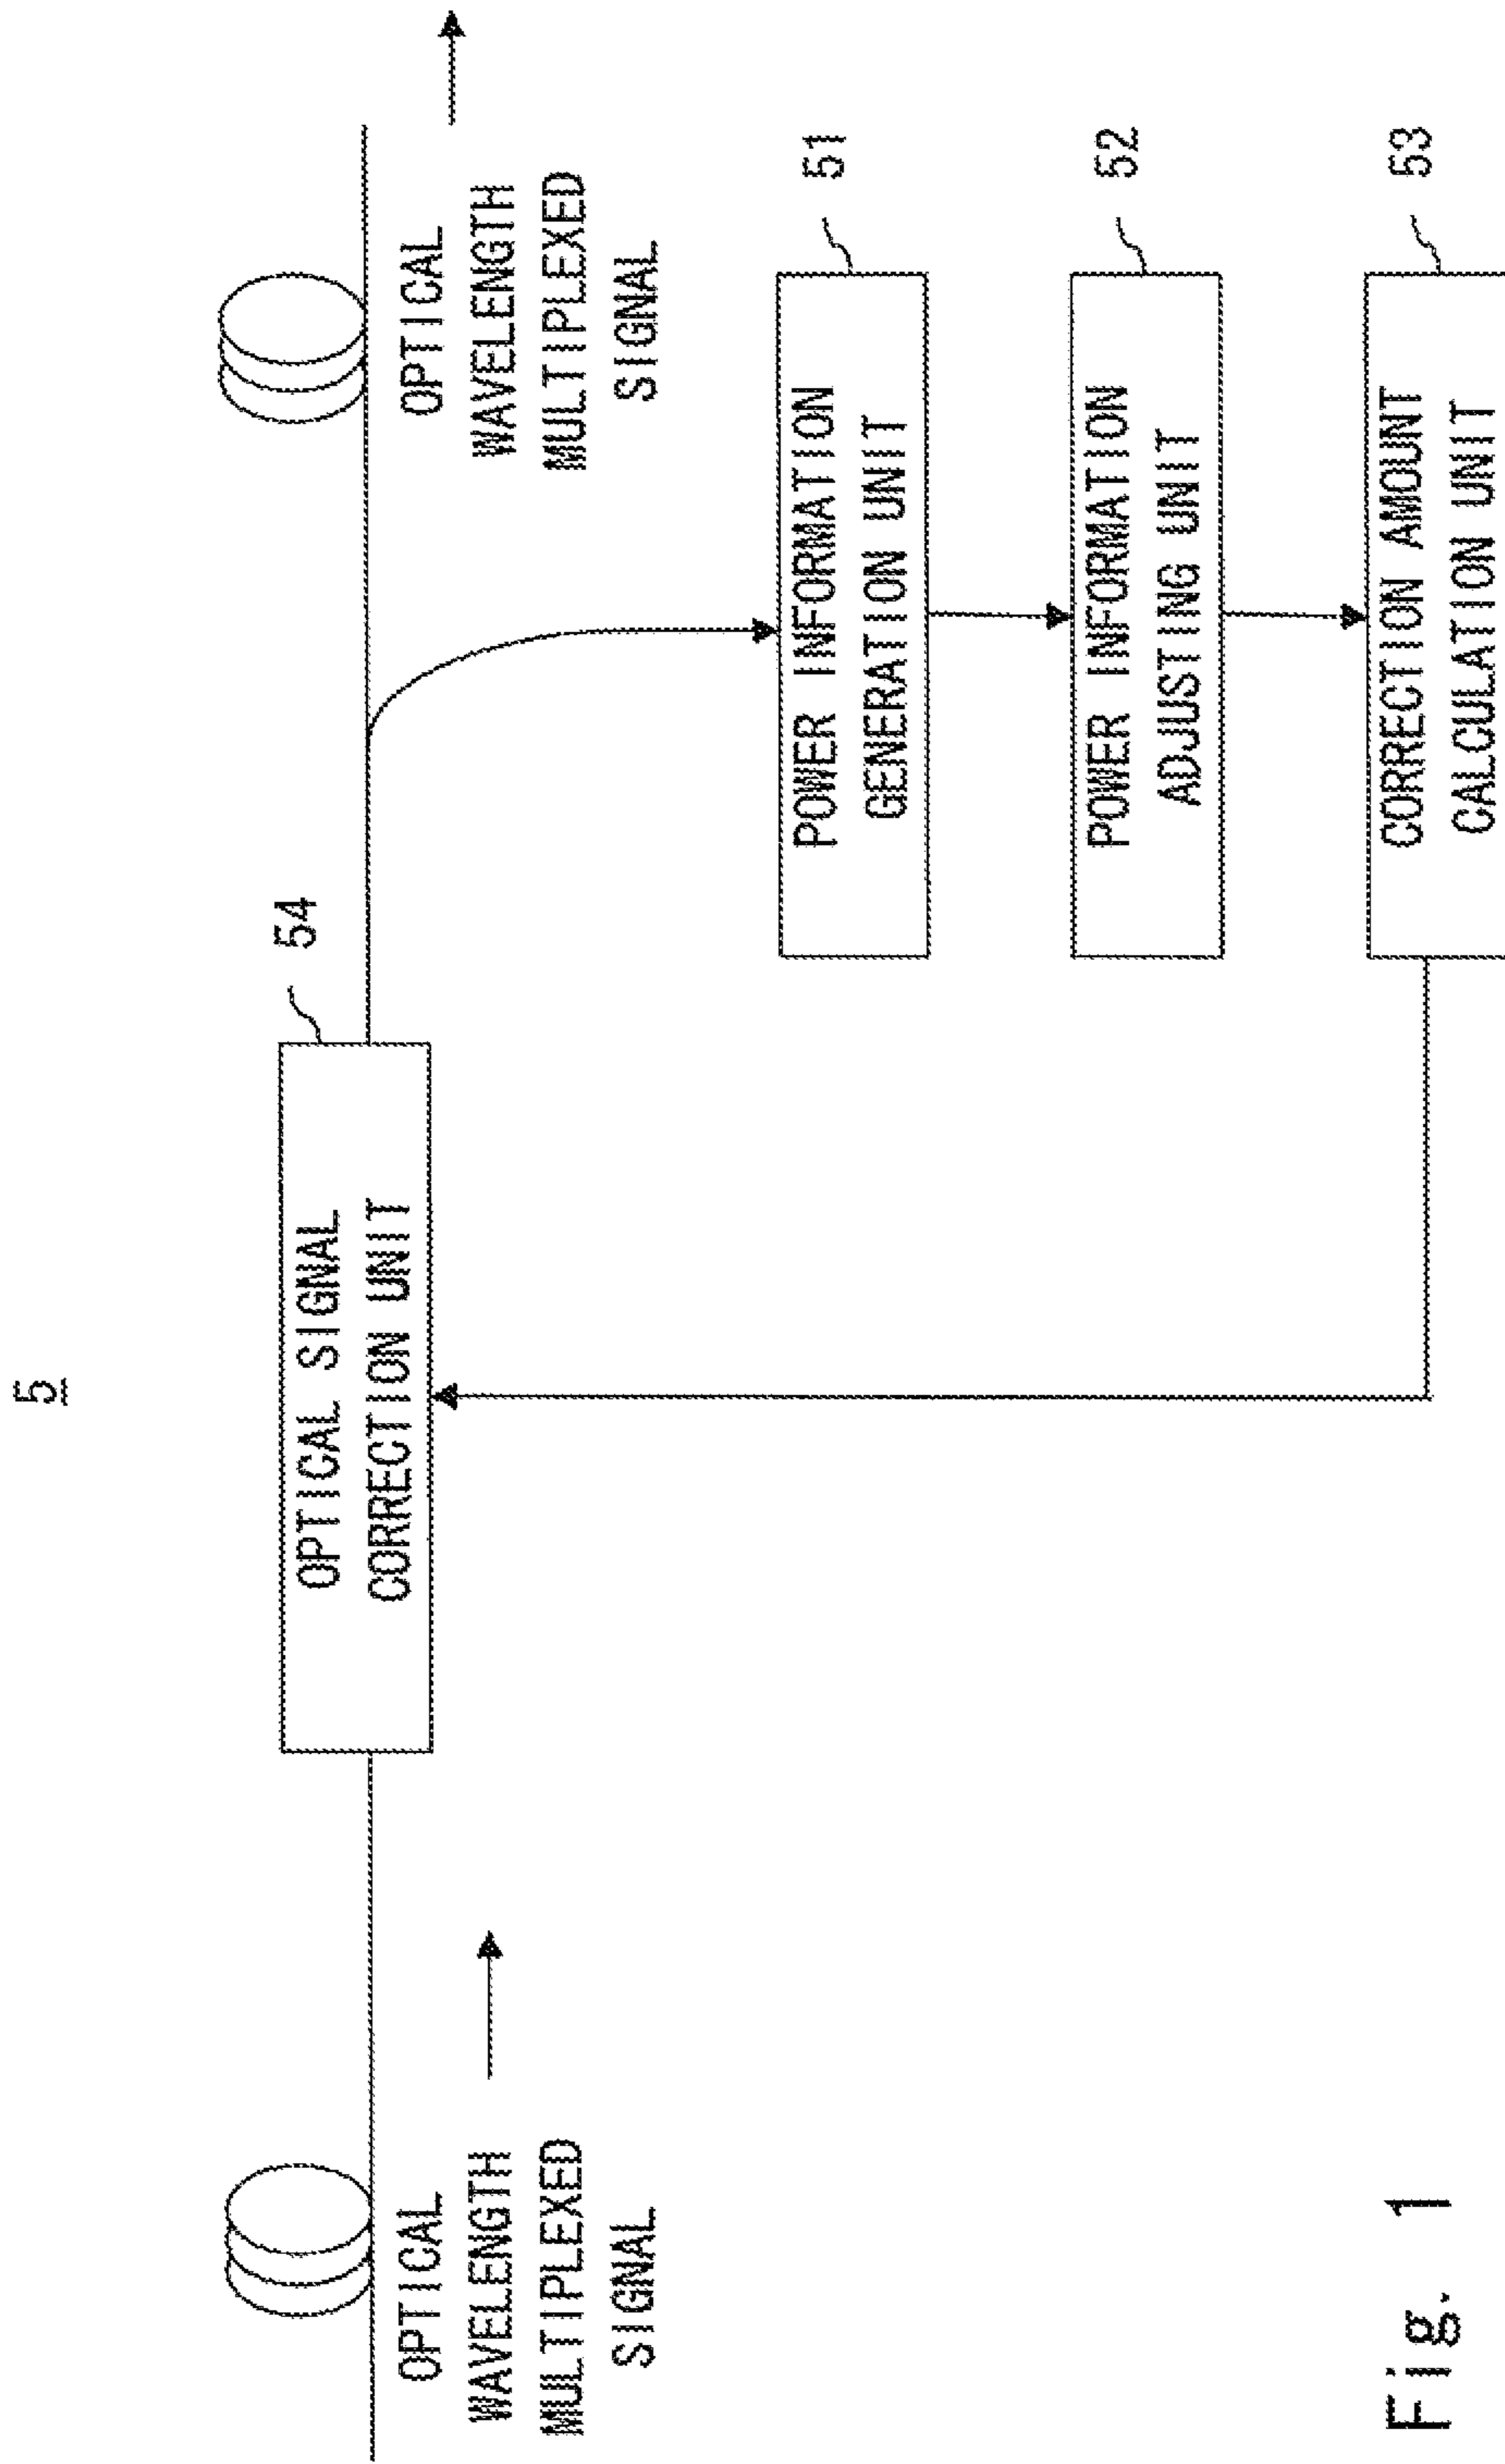 5
54
OPTICAL SIGNAL
CORRECTION UNIT
OPTICAL
WAVELENGTH
MULTIPLEXED
SIGNAL
OPTICAL
WAVELENGTH
MULTIPLEXED
SIGNAL
51
POWER INFORMATION
GENERATION UNIT
52
POWER INFORMATION
ADJUSTING UNIT
53
CORRECTION AMOUNT
CALCULATION UNIT
Fig. 1